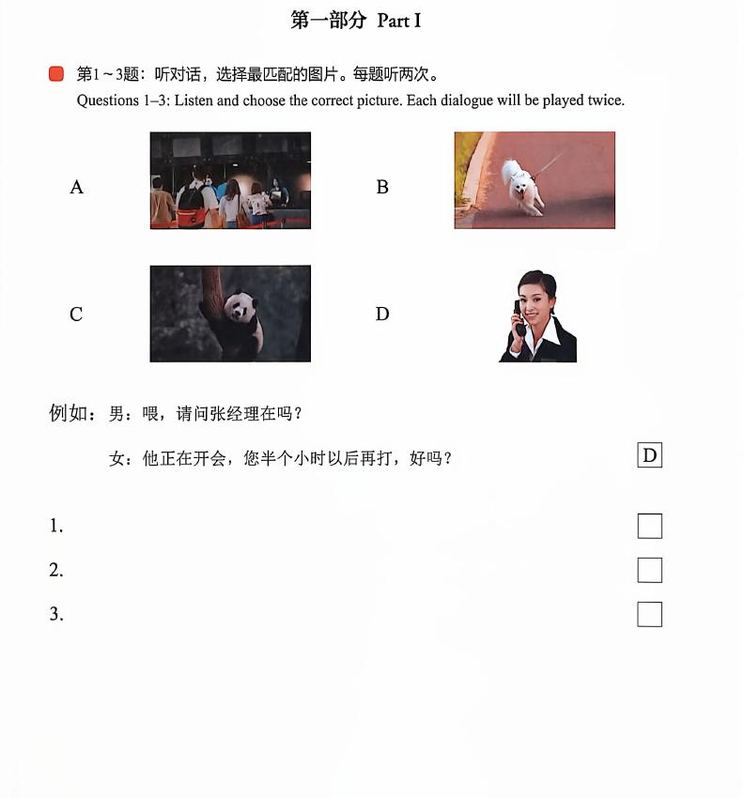 第一部分 Part I
第1~3题：听对话，选择最匹配的图片。每题听两次。
Questions 1–3: Listen and choose the correct picture. Each dialogue will be played twice.
A
B
C
D
例如：男：喂，请问张经理在吗？
女：他正在开会，您半个小时以后再打，好吗？
D
1.
2.
3.